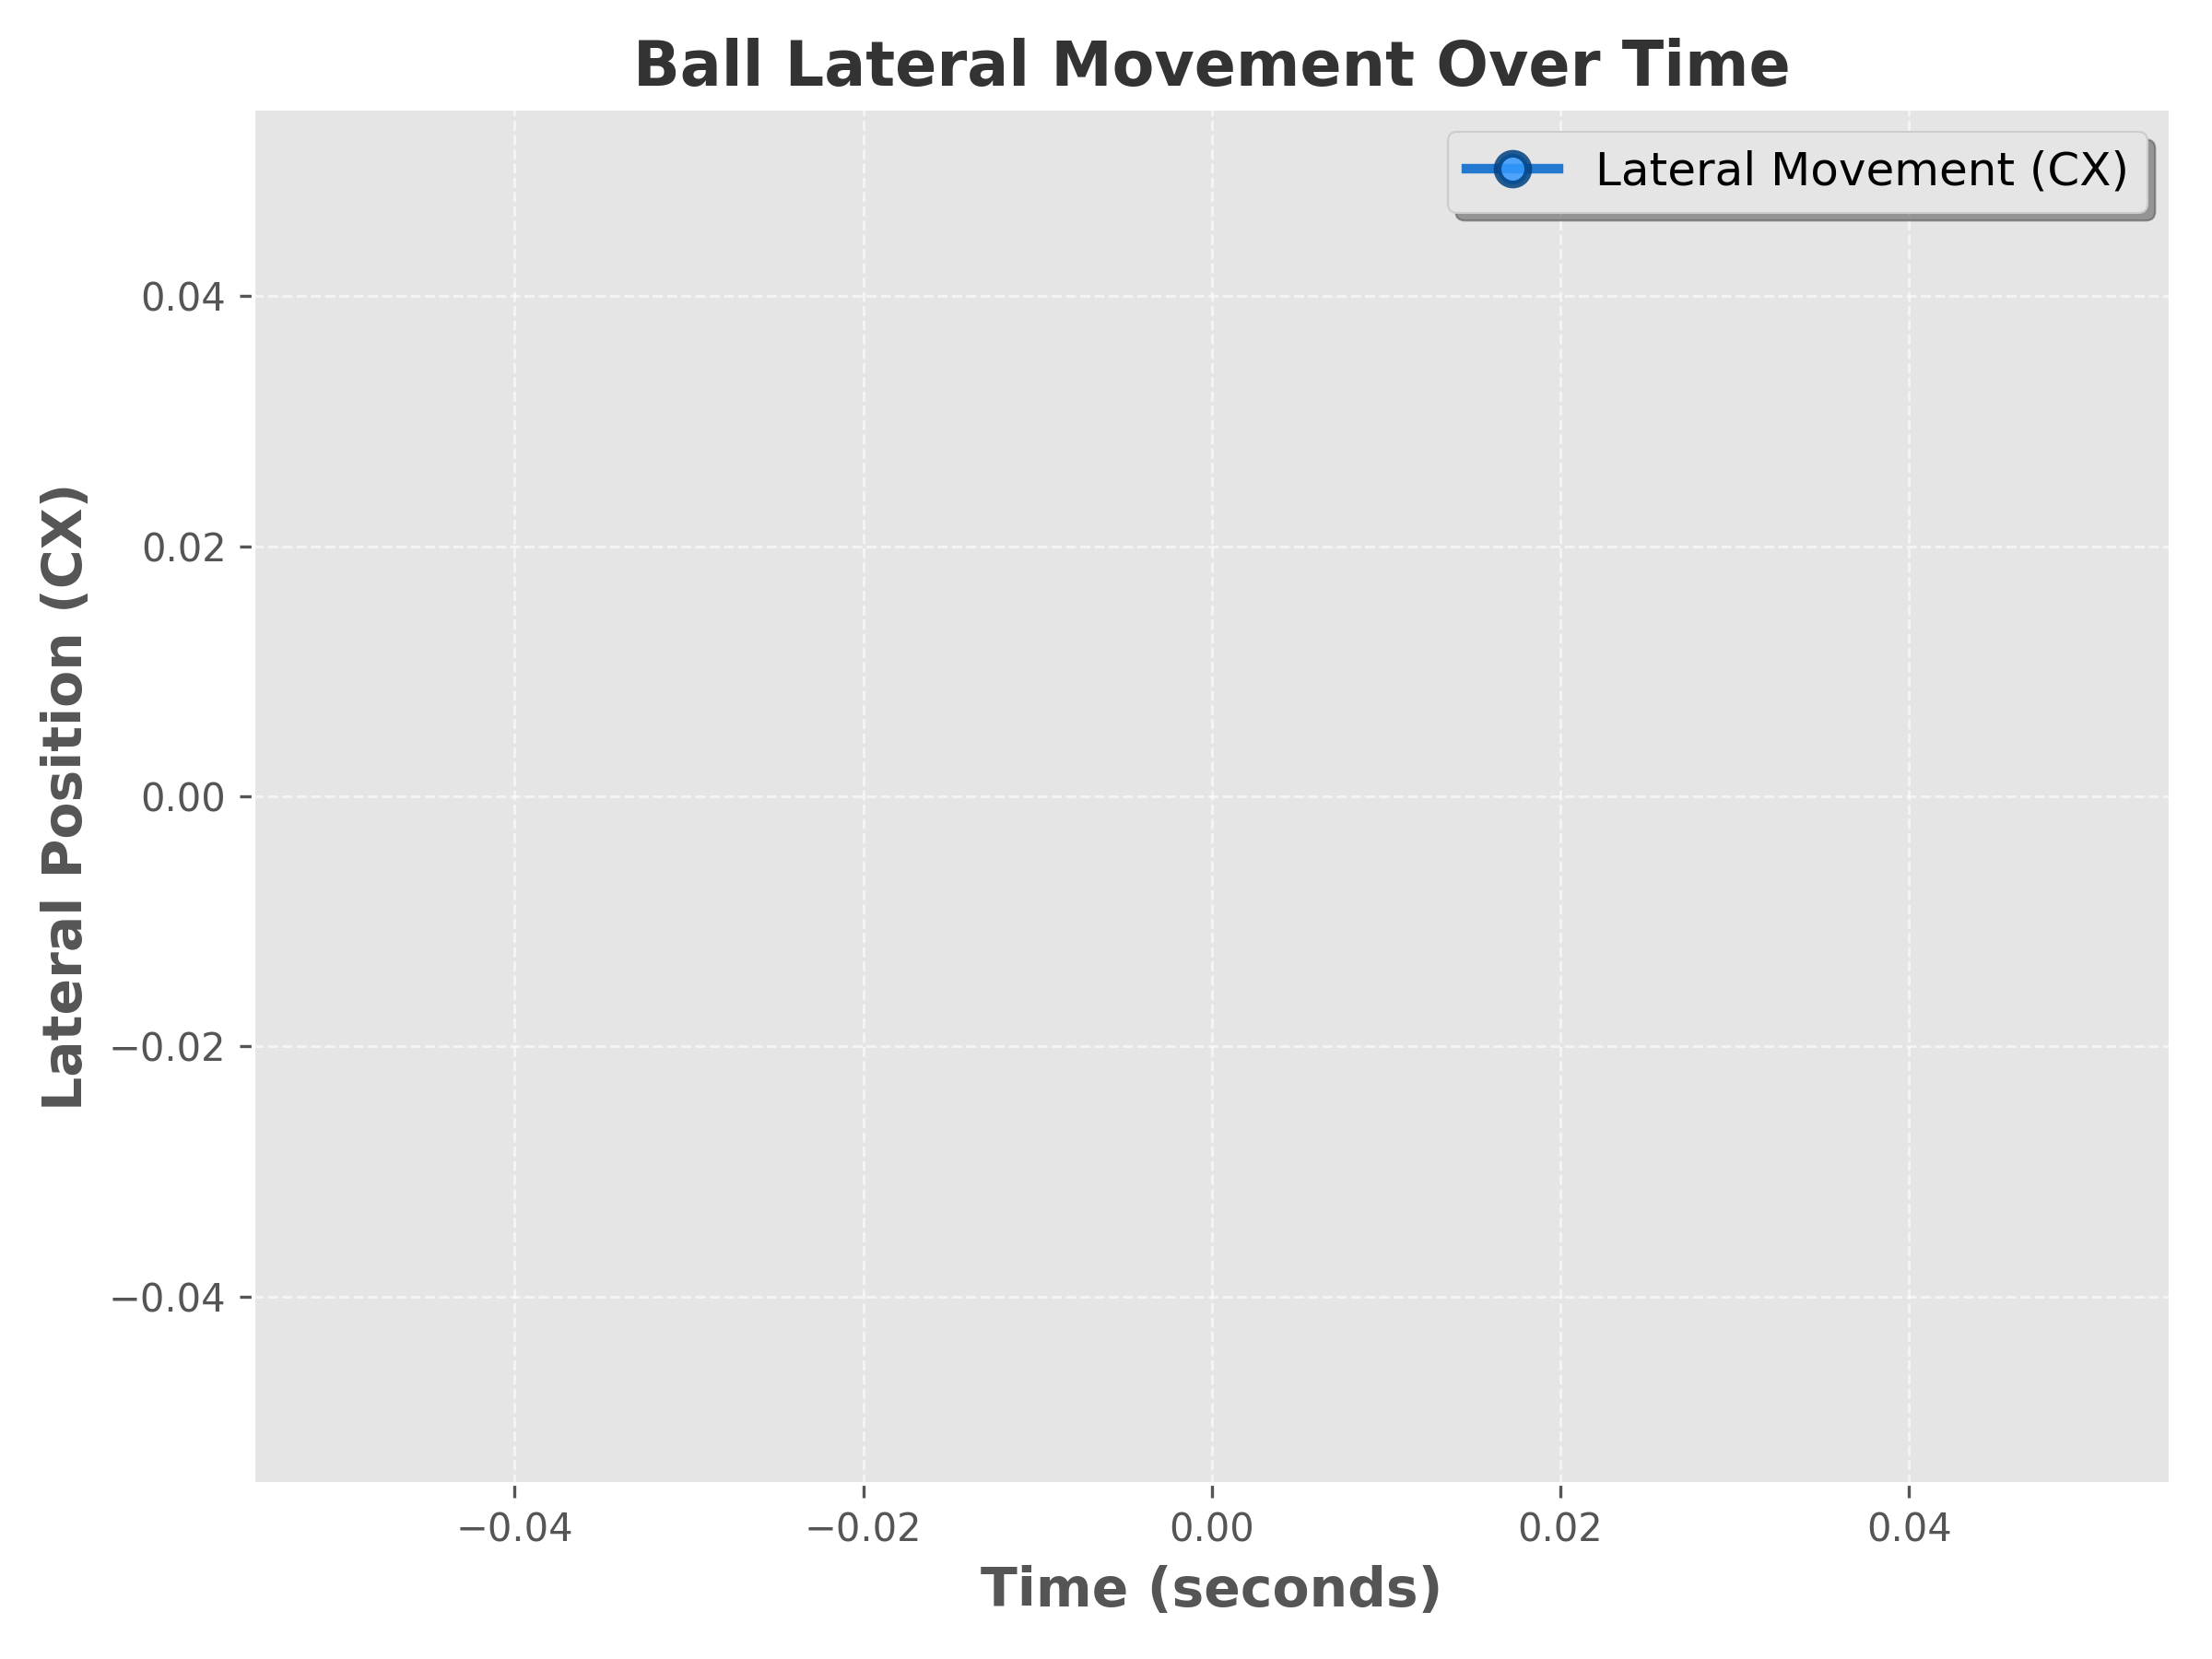 Ball Lateral Movement Over Time
Lateral Movement (CX)
Lateral Position (CX)
0.04
0.02
0.00
−0.02
−0.04
−0.04
−0.02
0.00
0.02
0.04
Time (seconds)